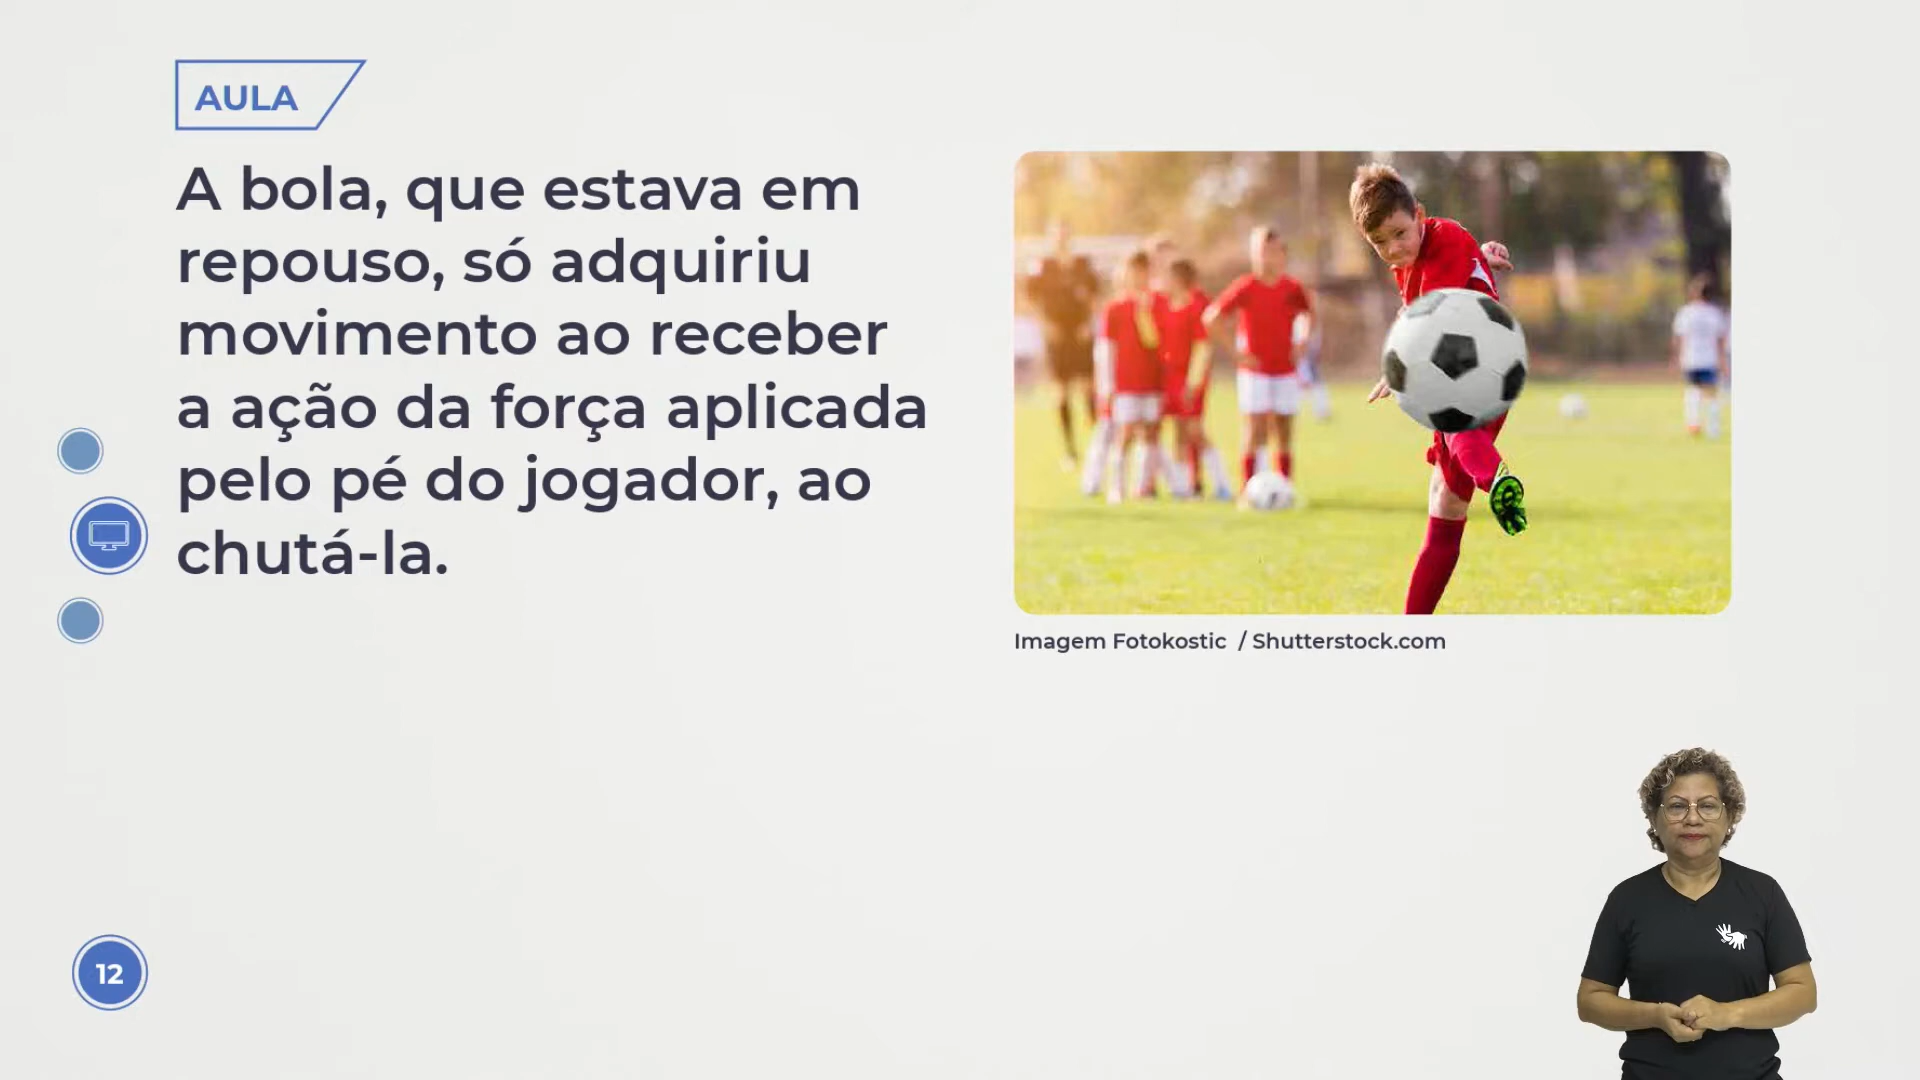 AULA
A bola, que estava em
repouso, só adquiriu
movimento ao receber
a ação da força aplicada
pelo pé do jogador, ao
chutá-la.
Imagem Fotokostic / Shutterstock.com
12